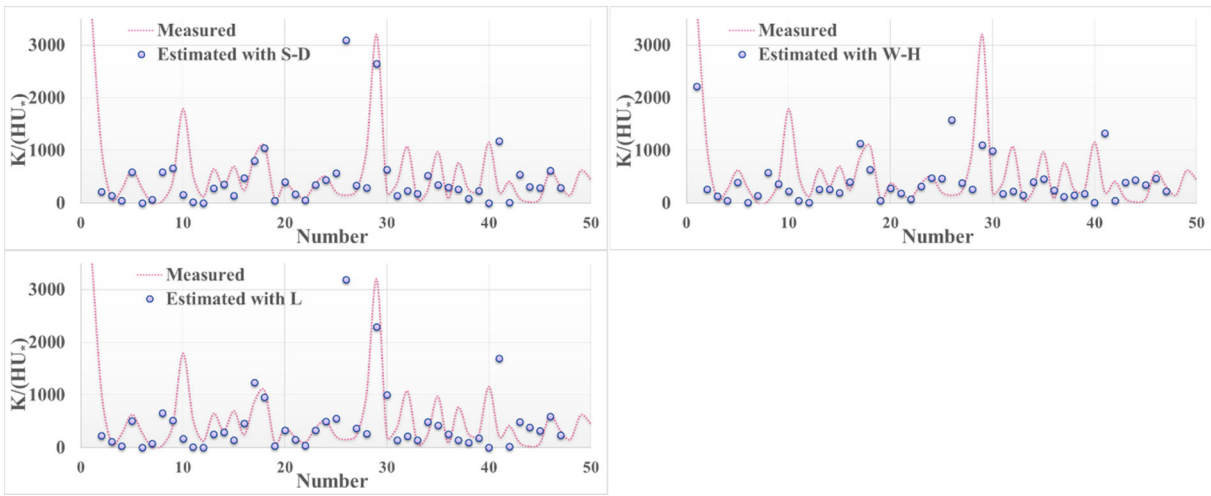 Measured
Estimated with S-D
K/(HU*)
3000
2000
1000
0
0 10 20 30 40 50
Number
Measured
Estimated with W-H
K/(HU*)
3000
2000
1000
0
0 10 20 30 40 50
Number
Measured
Estimated with L
K/(HU*)
3000
2000
1000
0
0 10 20 30 40 50
Number